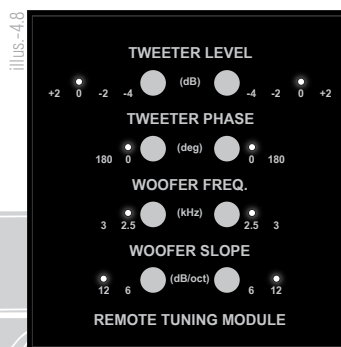 illus.-4.8
TWEETER LEVEL
+2 0 -2 -4 (dB) -4 -2 0 +2
TWEETER PHASE
180 0 (deg) 0 180
WOOFER FREQ.
3 2.5 (kHz) 2.5 3
WOOFER SLOPE
12 6 (dB/oct) 6 12
REMOTE TUNING MODULE